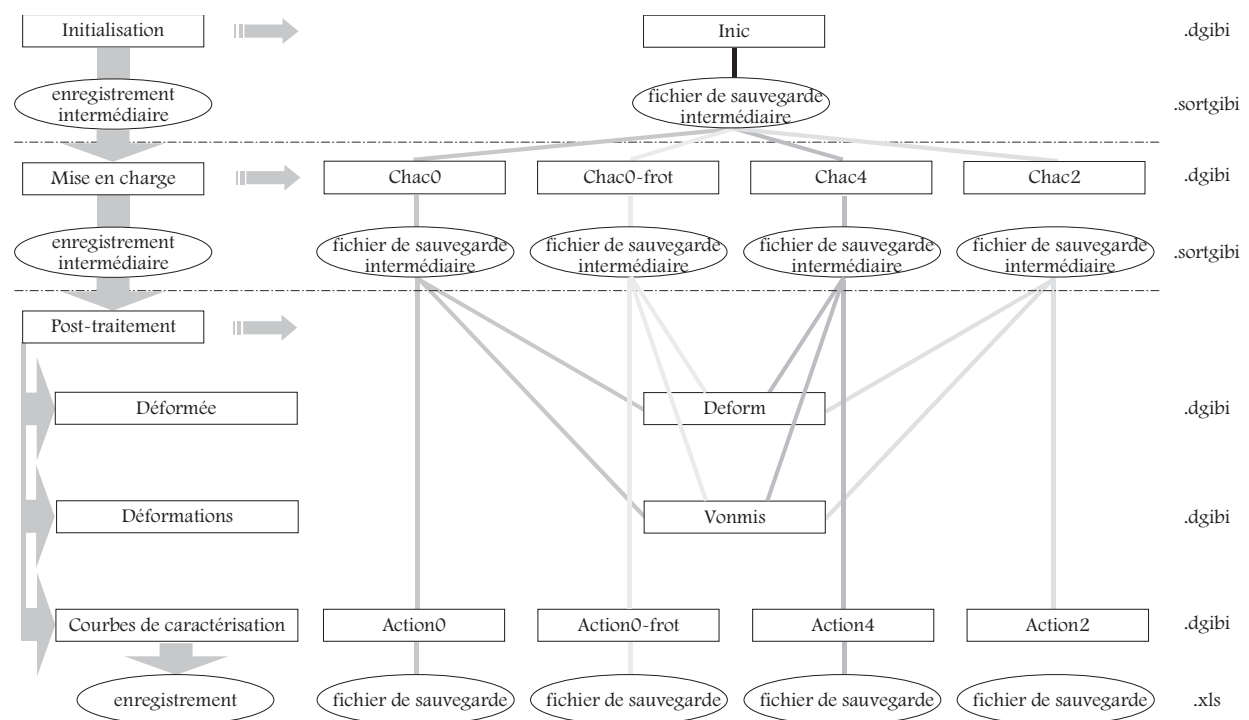 Initialisation
Inic
.dgibi
enregistrement
intermédiaire
fichier de sauvegarde
intermédiaire
.sortgibi
Mise en charge
Chac0
Chac0-frot
Chac4
Chac2
.dgibi
enregistrement
intermédiaire
fichier de sauvegarde
intermédiaire
fichier de sauvegarde
intermédiaire
fichier de sauvegarde
intermédiaire
fichier de sauvegarde
intermédiaire
.sortgibi
Post-traitement
Déformée
Deform
.dgibi
Déformations
Vonmis
.dgibi
Courbes de caractérisation
Action0
Action0-frot
Action4
Action2
.dgibi
enregistrement
fichier de sauvegarde
fichier de sauvegarde
fichier de sauvegarde
fichier de sauvegarde
.xls